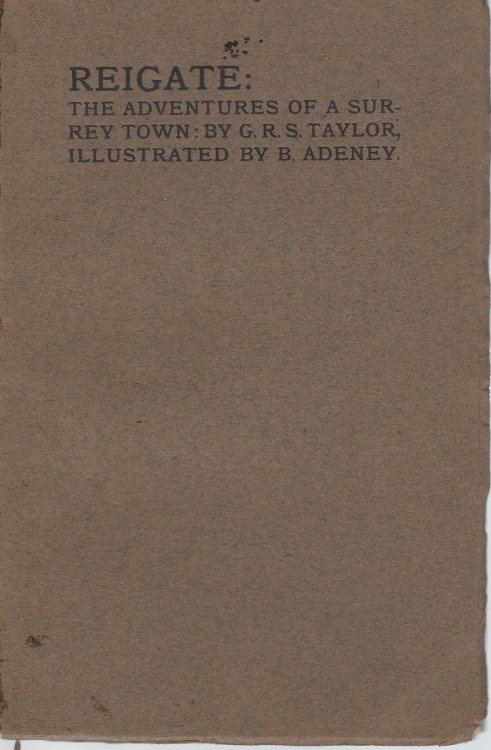 REIGATE:
THE ADVENTURES OF A SUR-
REY TOWN: BY G. R. S. TAYLOR,
ILLUSTRATED BY B. ADENEY.